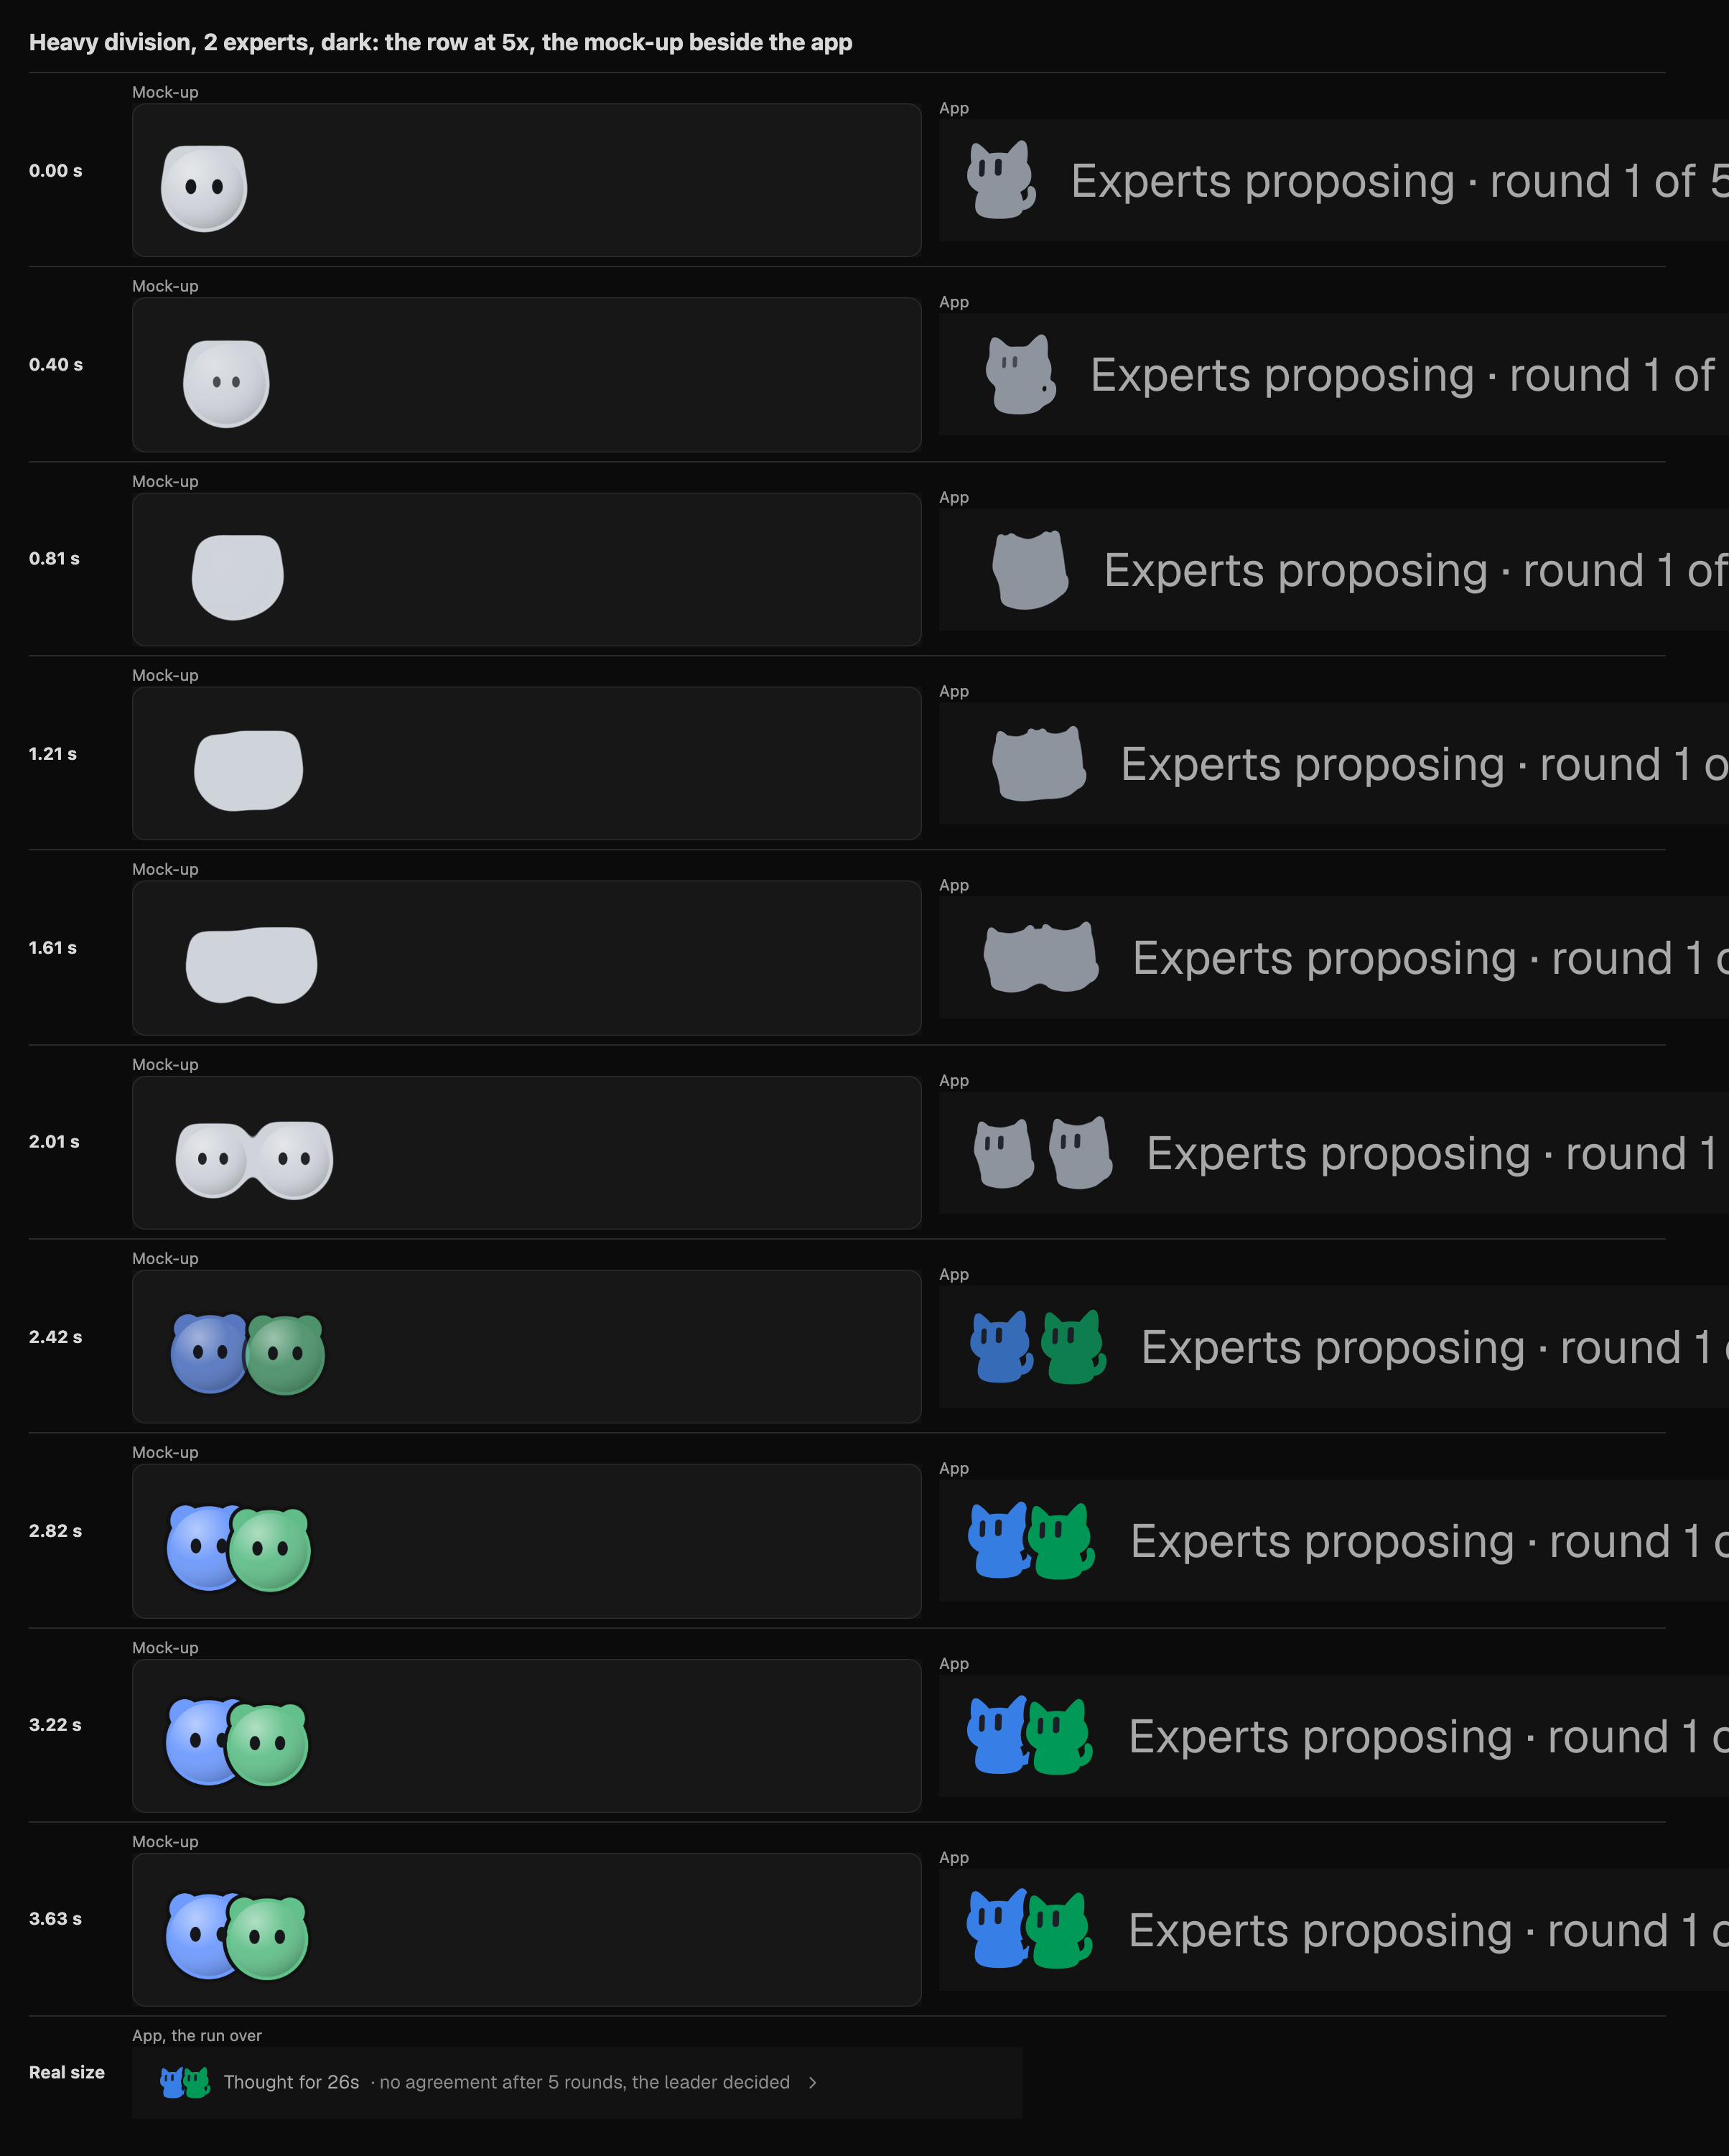 Heavy division, 2 experts, dark: the row at 5x, the mock-up beside the app
Mock-up
App
0.00 s
Experts proposing · round 1 of 5
Mock-up
App
0.40 s
Experts proposing · round 1 of
Mock-up
App
0.81 s
Experts proposing · round 1 of
Mock-up
App
1.21 s
Experts proposing · round 1 o
Mock-up
App
1.61 s
Experts proposing · round 1
Mock-up
App
2.01 s
Experts proposing · round 1
Mock-up
App
2.42 s
Experts proposing · round 1
Mock-up
App
2.82 s
Experts proposing · round 1
Mock-up
App
3.22 s
Experts proposing · round 1
Mock-up
App
3.63 s
Experts proposing · round 1
App, the run over
Real size
Thought for 26s · no agreement after 5 rounds, the leader decided >